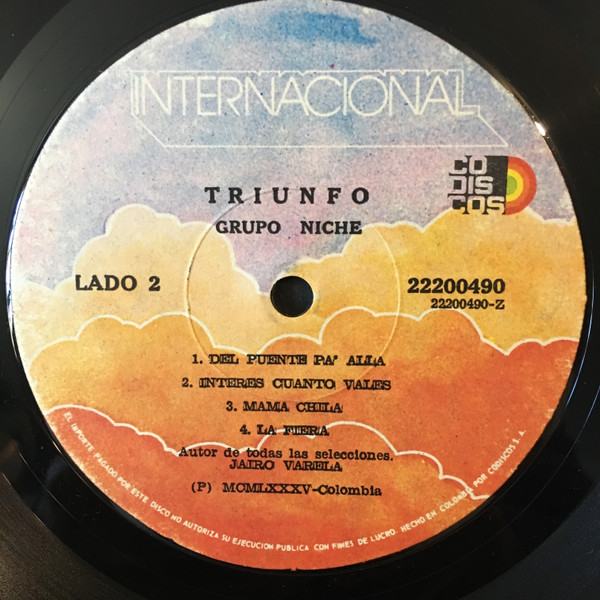 INTERNACIONAL
CO
DIS
COS
TRIUNFO
GRUPO NICHE
LADO 2
22200490
22200490-Z
1. DEL PUENTE PA' ALLA
2. INTERES CUANTO VALES
3. MAMA CHILA
4. LA FIERA
Autor de todas las selecciones.
JAIRO VARELA
(P) MCMLXXXV-Colombia
EL IMPORTE PAGADO POR ESTE DISCO NO AUTORIZA SU EJECUCION PUBLICA CON FINES DE LUCRO. HECHO EN COLOMBIA POR CODISCOS S. A.